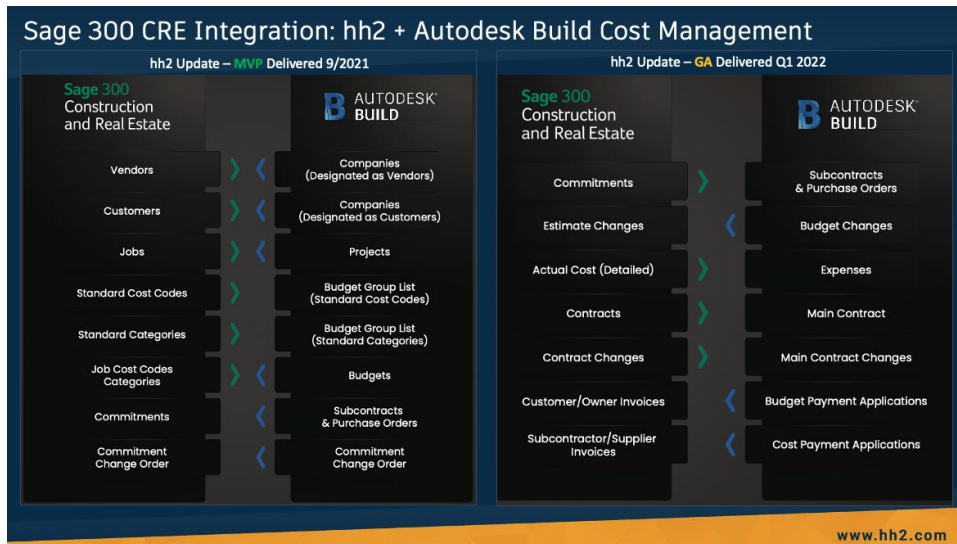 Sage 300 CRE Integration: hh2 + Autodesk Build Cost Management
hh2 Update – MVP Delivered 9/2021
Sage 300
Construction
and Real Estate
AUTODESK
BUILD
Vendors
Companies
(Designated as Vendors)
Customers
Companies
(Designated as Customers)
Jobs
Projects
Standard Cost Codes
Budget Group List
(Standard Cost Codes)
Standard Categories
Budget Group List
(Standard Categories)
Job Cost Codes
Categories
Budgets
Commitments
Subcontracts
& Purchase Orders
Commitment
Change Order
Commitment
Change Order
hh2 Update – GA Delivered Q1 2022
Sage 300
Construction
and Real Estate
AUTODESK
BUILD
Commitments
Subcontracts
& Purchase Orders
Estimate Changes
Budget Changes
Actual Cost (Detailed)
Expenses
Contracts
Main Contract
Contract Changes
Main Contract Changes
Customer/Owner Invoices
Budget Payment Applications
Subcontractor/Supplier
Invoices
Cost Payment Applications
www.hh2.com